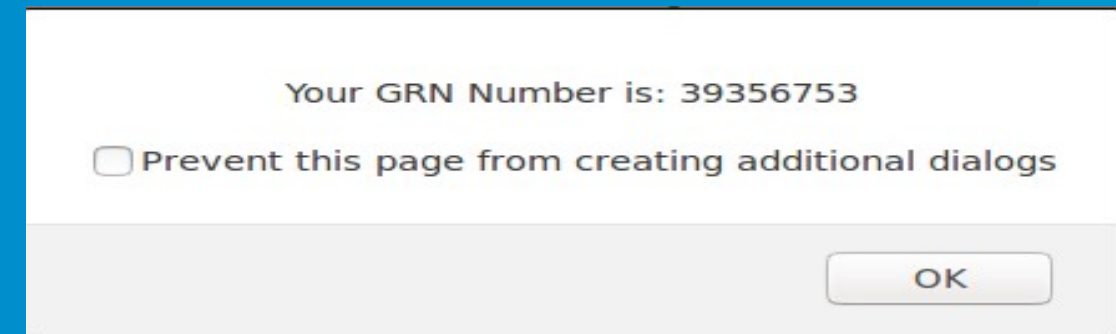 Your GRN Number is: 39356753
Prevent this page from creating additional dialogs
OK